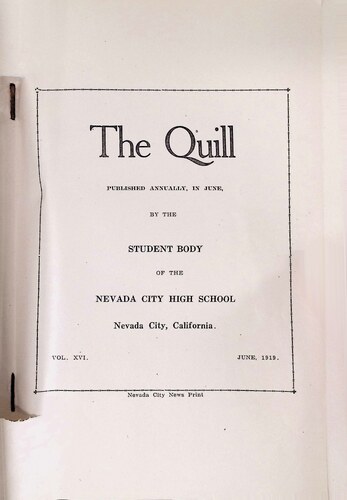 The Quill
PUBLISHED ANNUALLY, IN JUNE,
BY THE
STUDENT BODY
OF THE
NEVADA CITY HIGH SCHOOL
Nevada City, California.
VOL. XVI. JUNE, 1919.
Nevada City News Print